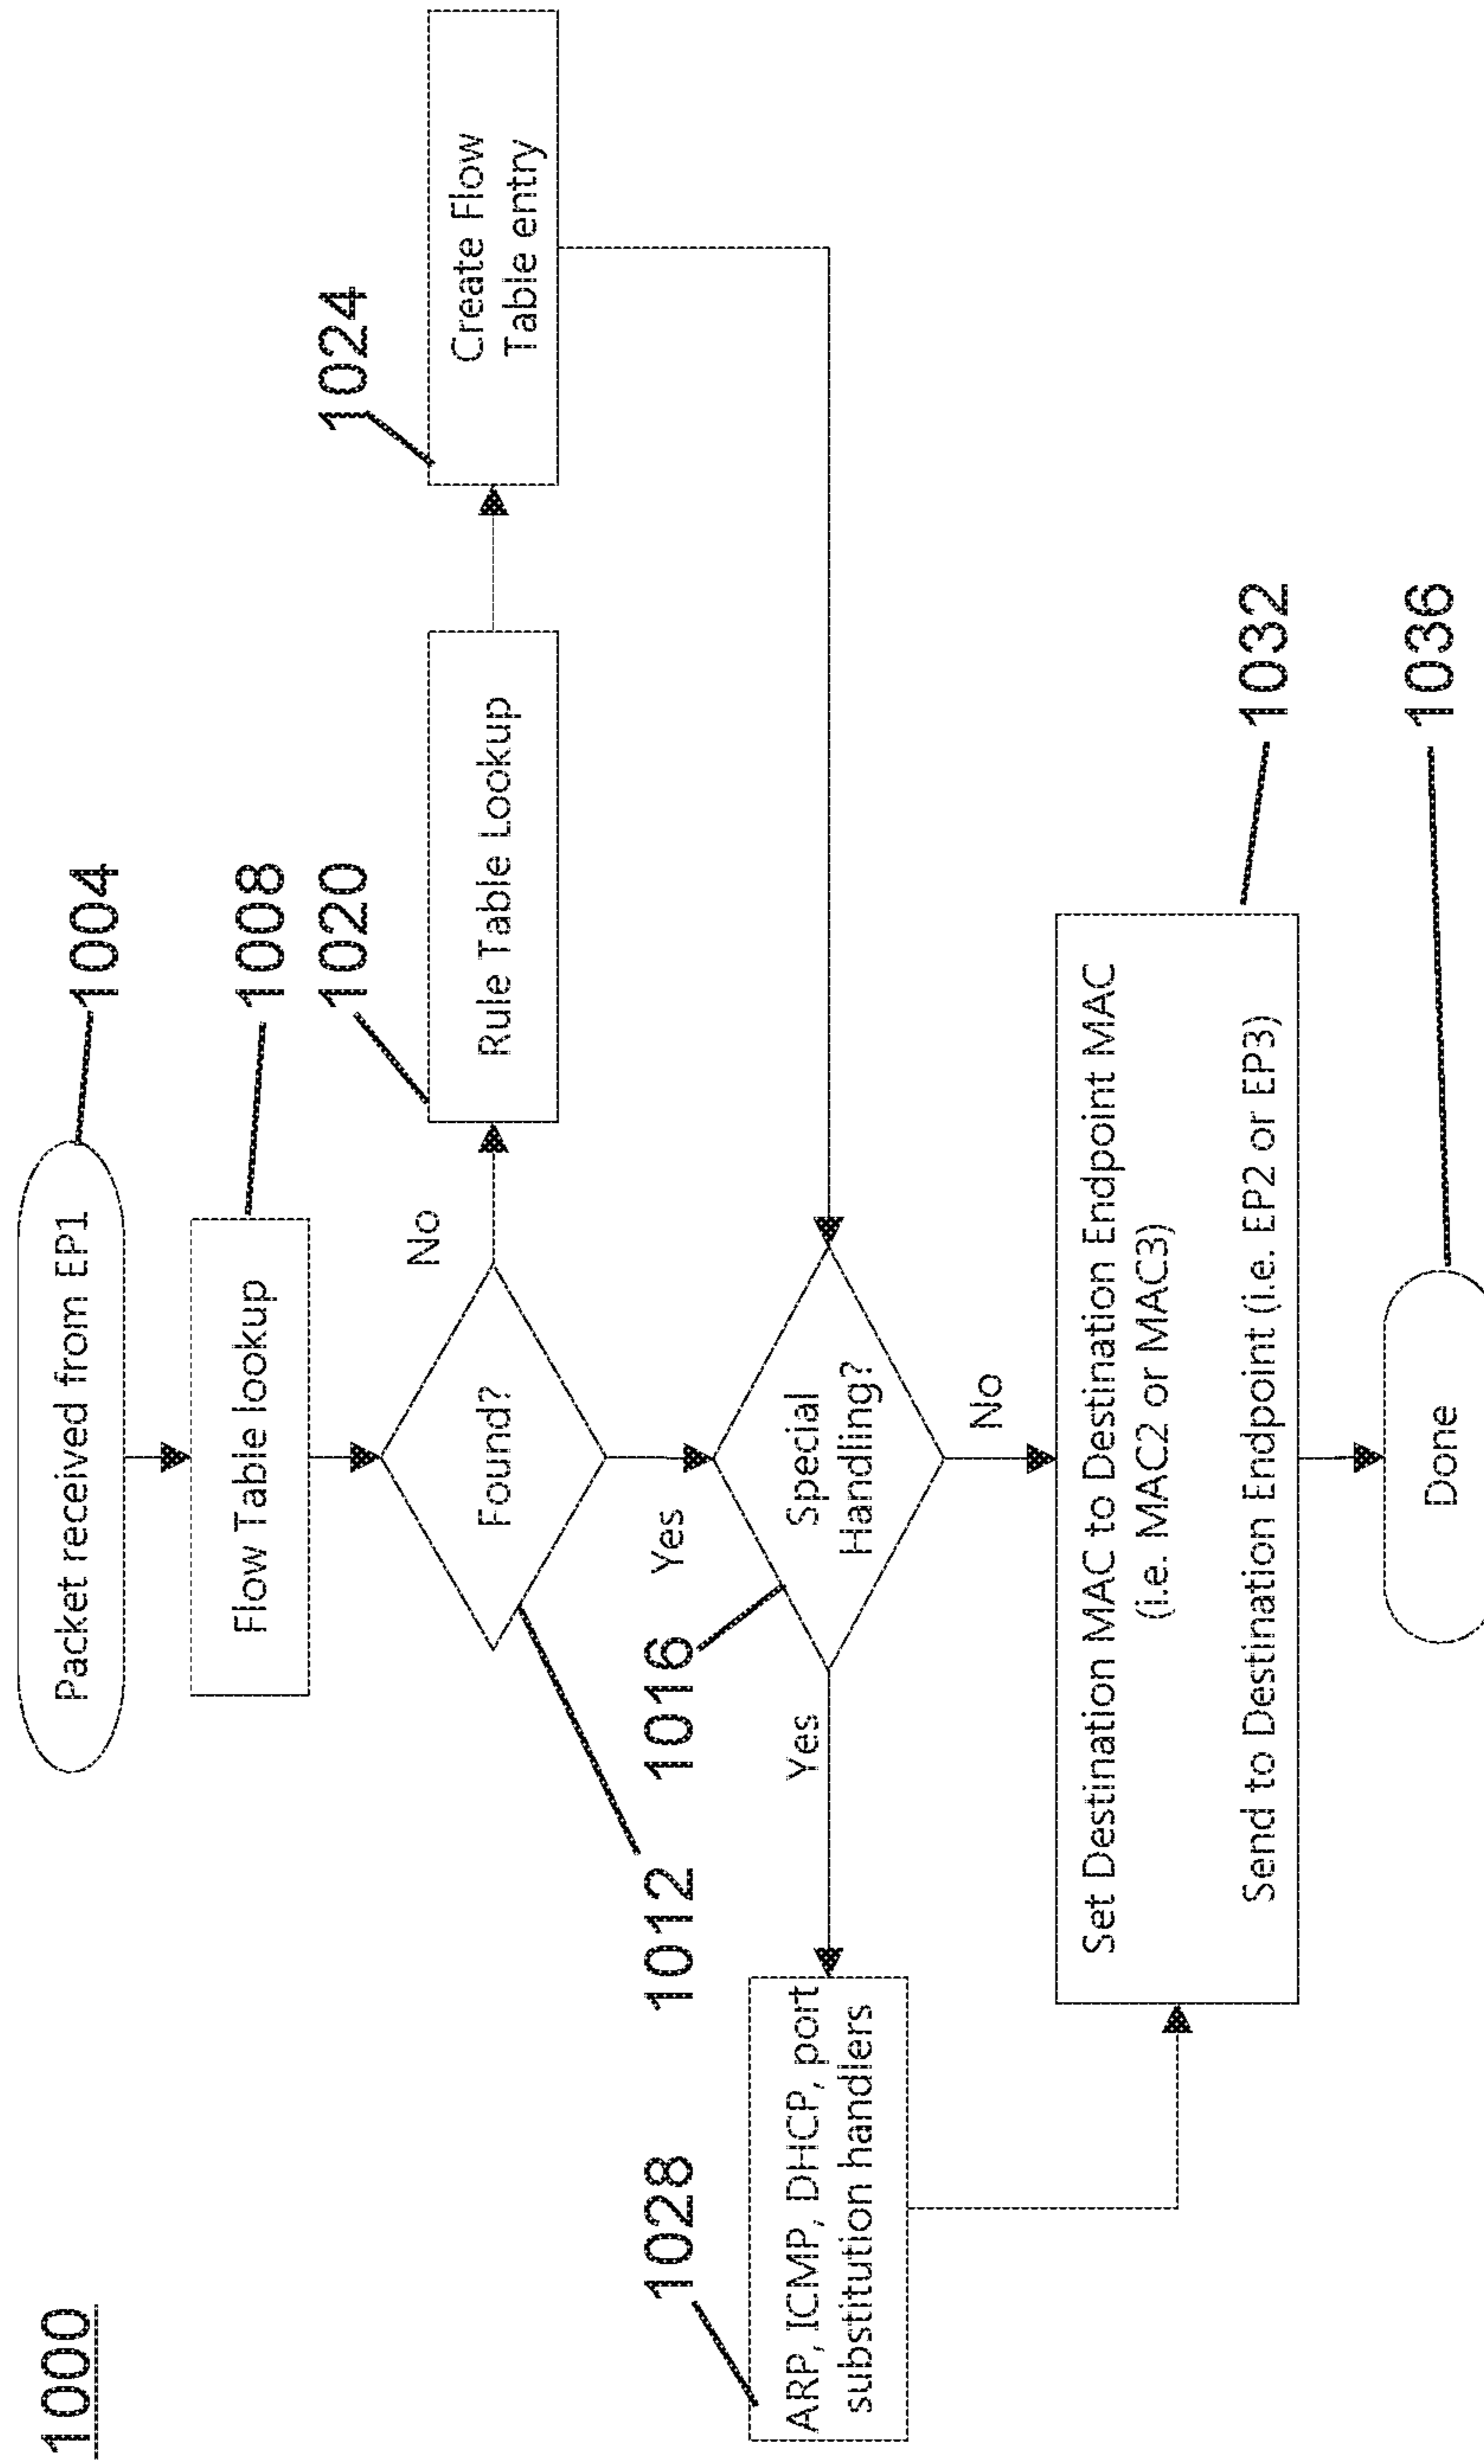 1000
Packet received from EP1
1004
Flow Table lookup
1008
Found?
1012
No
Rule Table Lookup
1020
Create Flow
Table entry
1024
Yes
Special
Handling?
1016
Yes
ARP, ICMP, DHCP, port
substitution handlers
1028
No
Set Destination MAC to Destination Endpoint MAC
(i.e. MAC2 or MAC3)
Send to Destination Endpoint (i.e. EP2 or EP3)
1032
Done
1036